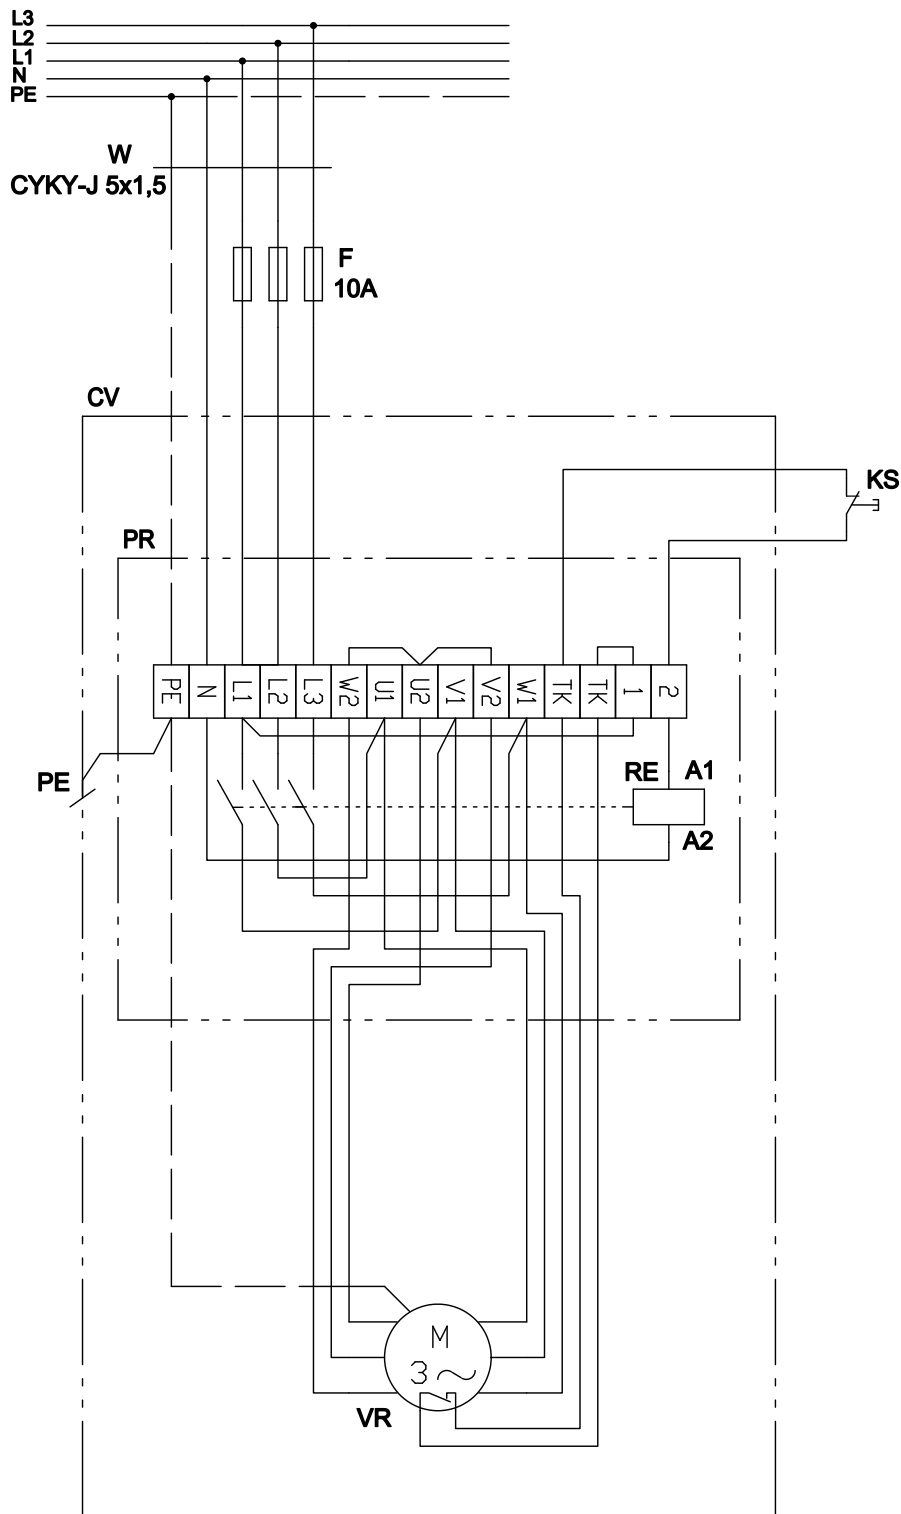 L3
L2
L1
N
PE
W
CYKY-J 5x1,5
F
10A
CV
KS
PR
PE
N
L1
L2
L3
W2
U1
U2
V1
V2
W1
TK
TK
1
2
PE
RE
A1
A2
M
3~
VR